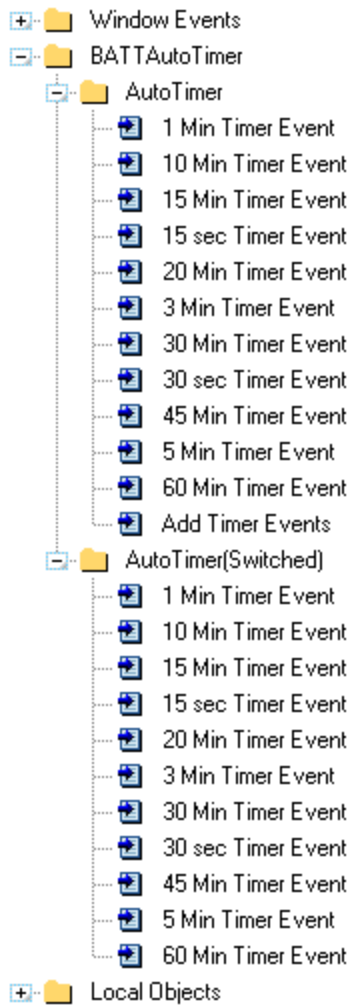 Window Events
BATTAutoTimer
AutoTimer
1 Min Timer Event
10 Min Timer Event
15 Min Timer Event
15 sec Timer Event
20 Min Timer Event
3 Min Timer Event
30 Min Timer Event
30 sec Timer Event
45 Min Timer Event
5 Min Timer Event
60 Min Timer Event
Add Timer Events
AutoTimer(Switched)
1 Min Timer Event
10 Min Timer Event
15 Min Timer Event
15 sec Timer Event
20 Min Timer Event
3 Min Timer Event
30 Min Timer Event
30 sec Timer Event
45 Min Timer Event
5 Min Timer Event
60 Min Timer Event
Local Objects